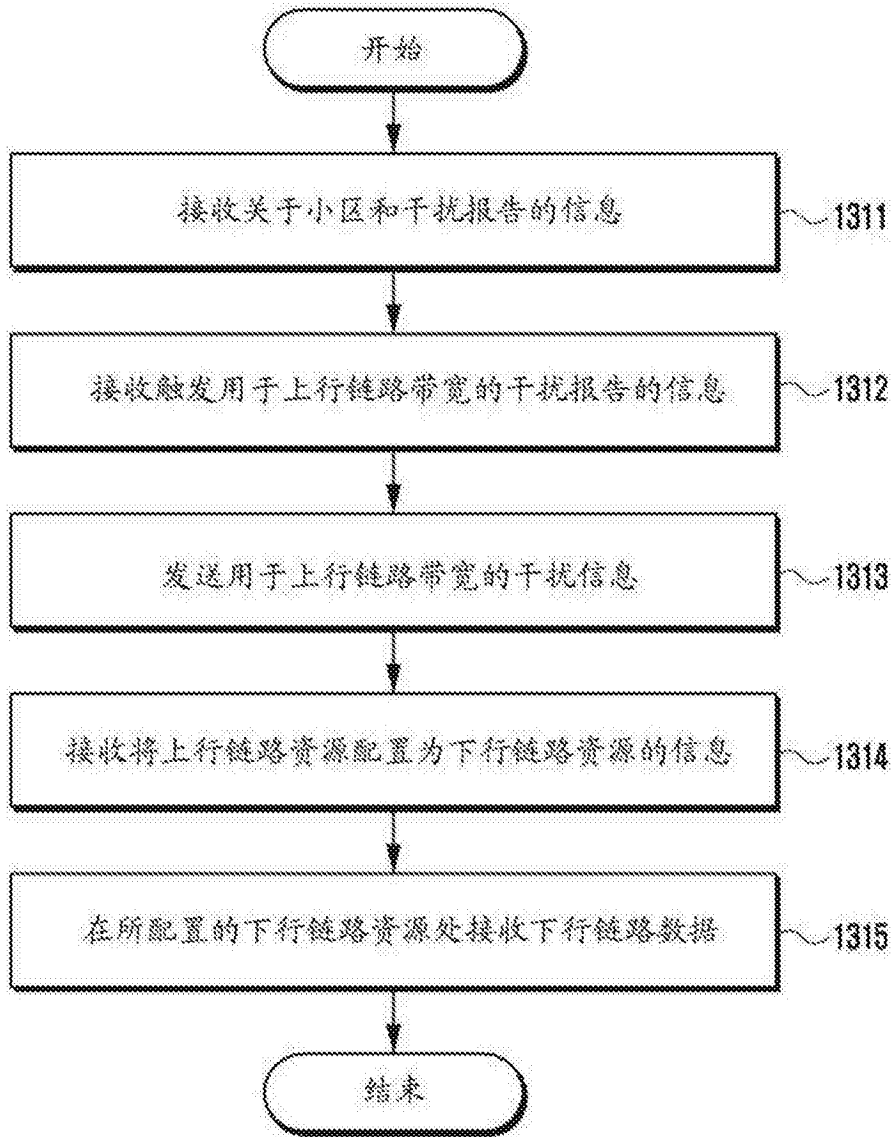 开始
接收关于小区和干扰报告的信息
1311
接收触发用于上行链路带宽的干扰报告的信息
1312
发送用于上行链路带宽的干扰信息
1313
接收将上行链路资源配置为下行链路资源的信息
1314
在所配置的下行链路资源处接收下行链路数据
1315
结束